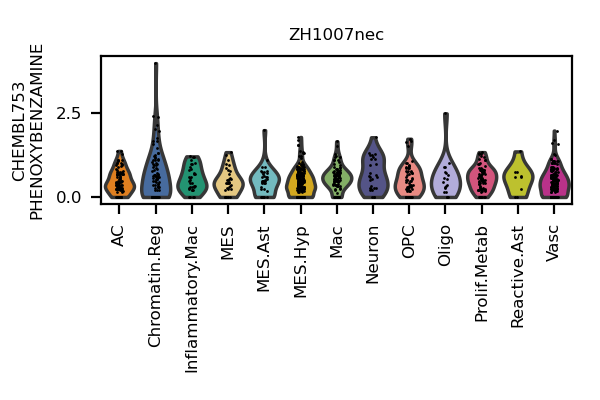 ZH1007nec
CHEMBL753
PHENOXYBENZAMINE
2.5
0.0
AC
Chromatin.Reg
Inflammatory.Mac
MES
MES.Ast
MES.Hyp
Mac
Neuron
OPC
Oligo
Prolif.Metab
Reactive.Ast
Vasc